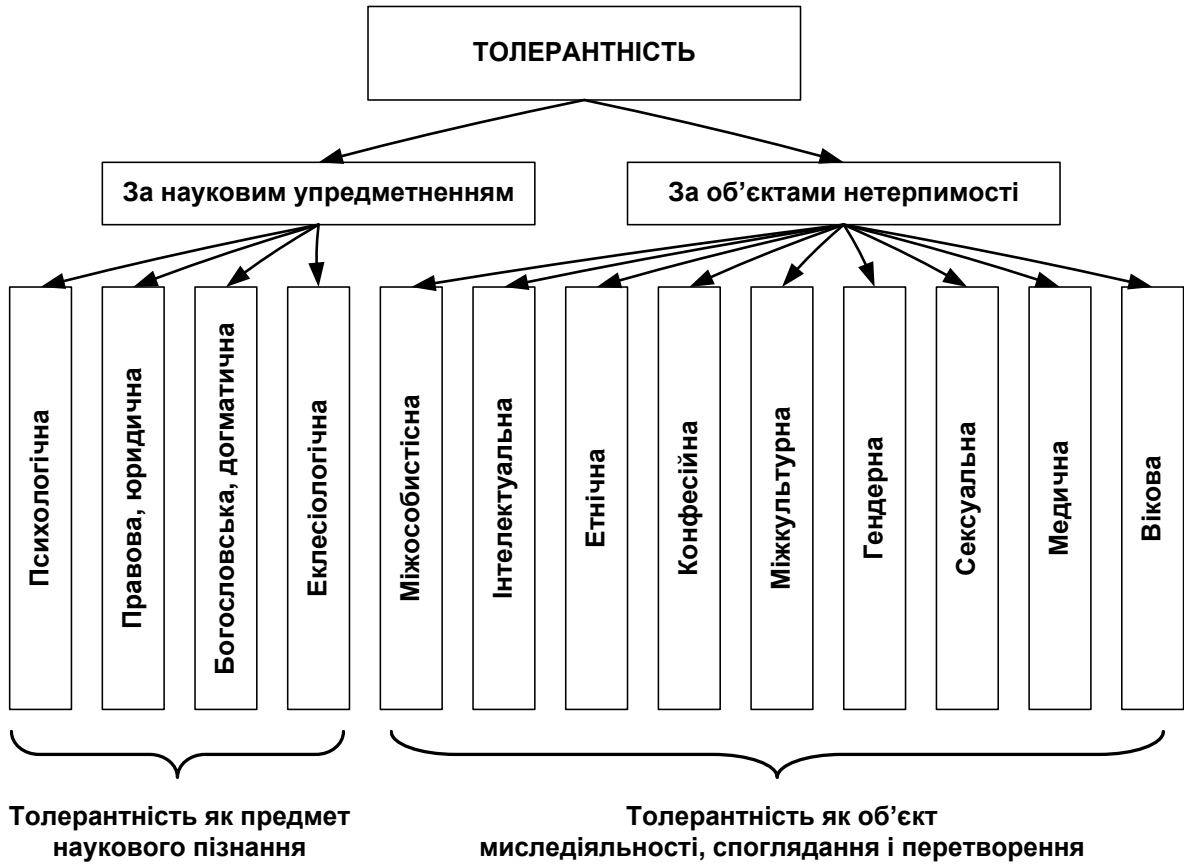 ТОЛЕРАНТНІСТЬ
За науковим упредметненням
За об’єктами нетерпимості
Психологічна
Правова, юридична
Богословська, догматична
Еклесіологічна
Міжособистісна
Інтелектуальна
Етнічна
Конфесійна
Міжкультурна
Гендерна
Сексуальна
Медична
Вікова
Толерантність як предмет
наукового пізнання
Толерантність як об’єкт
миследіяльності, споглядання і перетворення